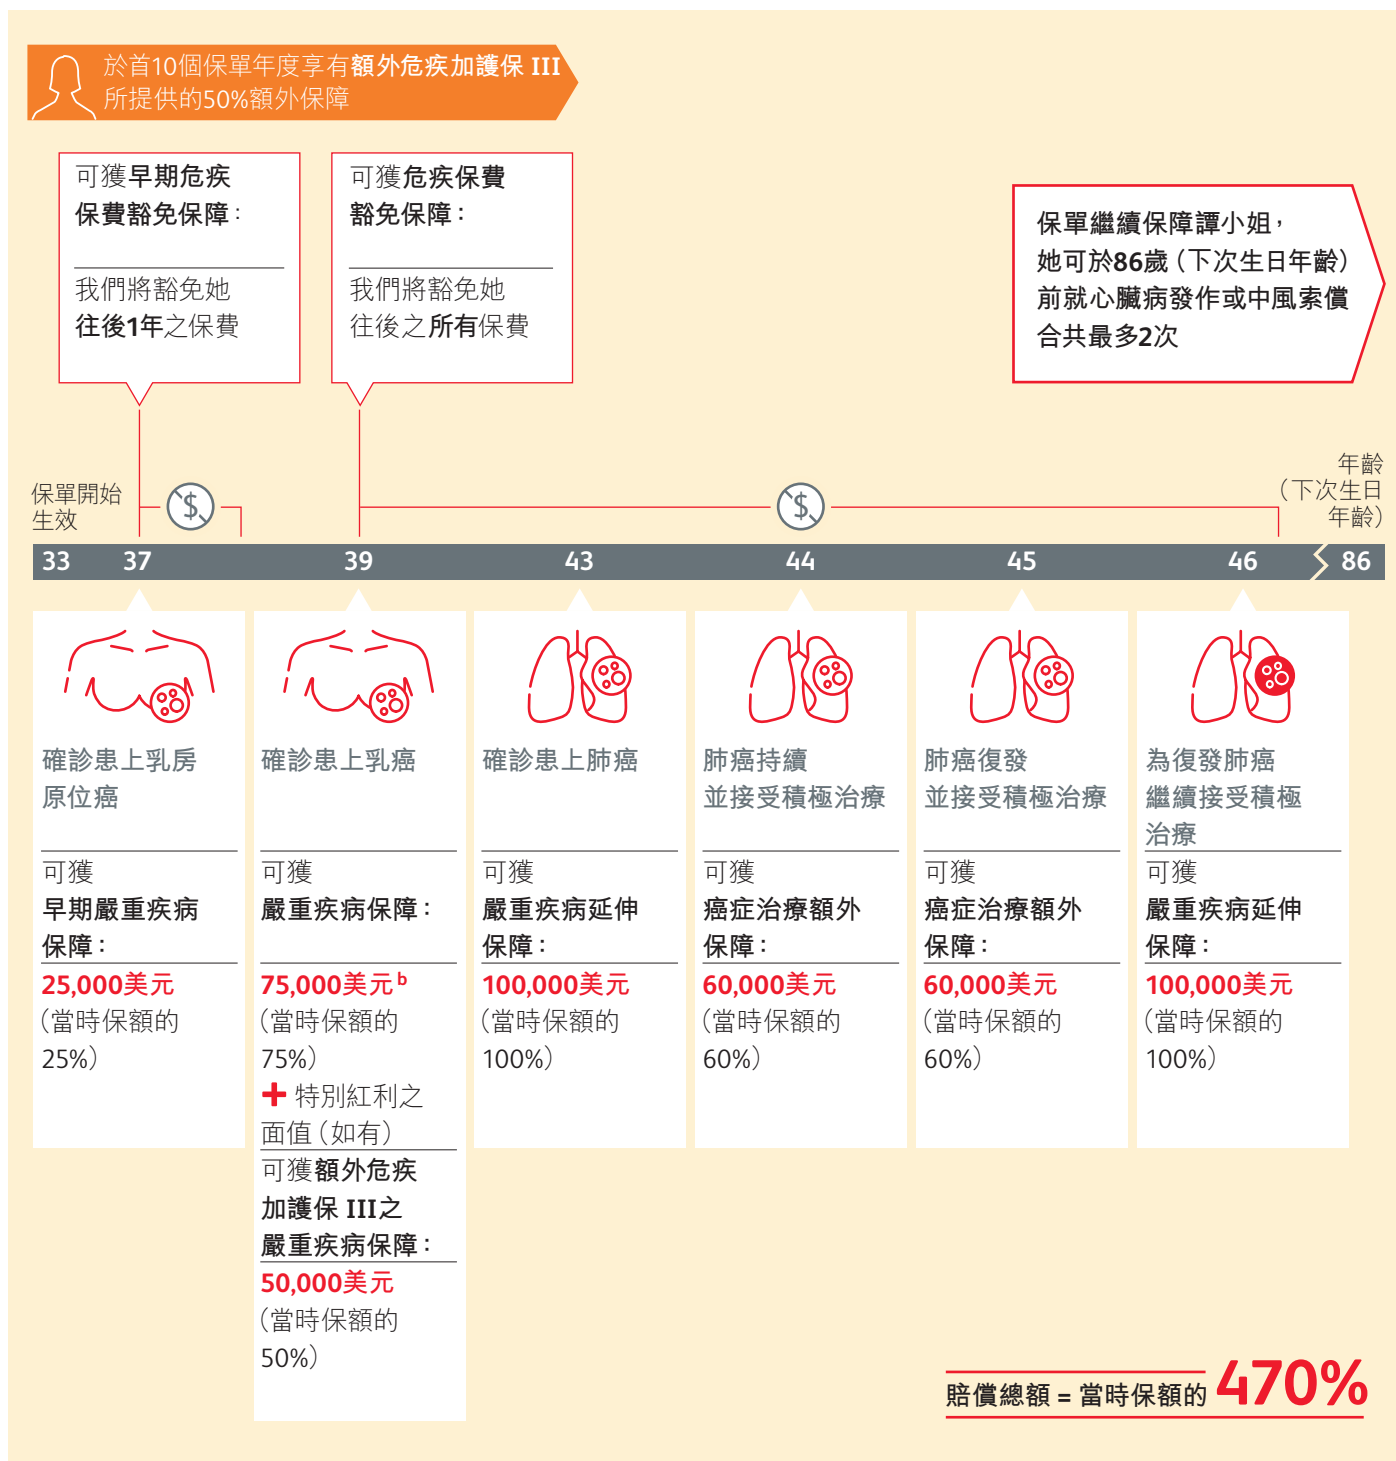 於首10個保單年度享有額外危疾加護保 III
所提供的50%額外保障
可獲早期危疾
保費豁免保障：
我們將豁免她
往後1年之保費
可獲危疾保費
豁免保障：
我們將豁免她
往後之所有保費
保單繼續保障譚小姐，
她可於86歲（下次生日年齡）
前就心臟病發作或中風索償
合共最多2次
保單開始
生效
年齡
（下次生日
年齡）
33 37 39 43 44 45 46 86
確診患上乳房
原位癌
可獲
早期嚴重疾病
保障：
25,000美元
（當時保額的
25%）
確診患上乳癌
可獲
嚴重疾病保障：
75,000美元 b
（當時保額的
75%）
+ 特別紅利之
面值（如有）
可獲額外危疾
加護保 III之
嚴重疾病保障：
50,000美元
（當時保額的
50%）
確診患上肺癌
可獲
嚴重疾病延伸
保障：
100,000美元
（當時保額的
100%）
肺癌持續
並接受積極治療
可獲
癌症治療額外
保障：
60,000美元
（當時保額的
60%）
肺癌復發
並接受積極治療
可獲
癌症治療額外
保障：
60,000美元
（當時保額的
60%）
為復發肺癌
繼續接受積極
治療
可獲
嚴重疾病延伸
保障：
100,000美元
（當時保額的
100%）
賠償總額 = 當時保額的 470%